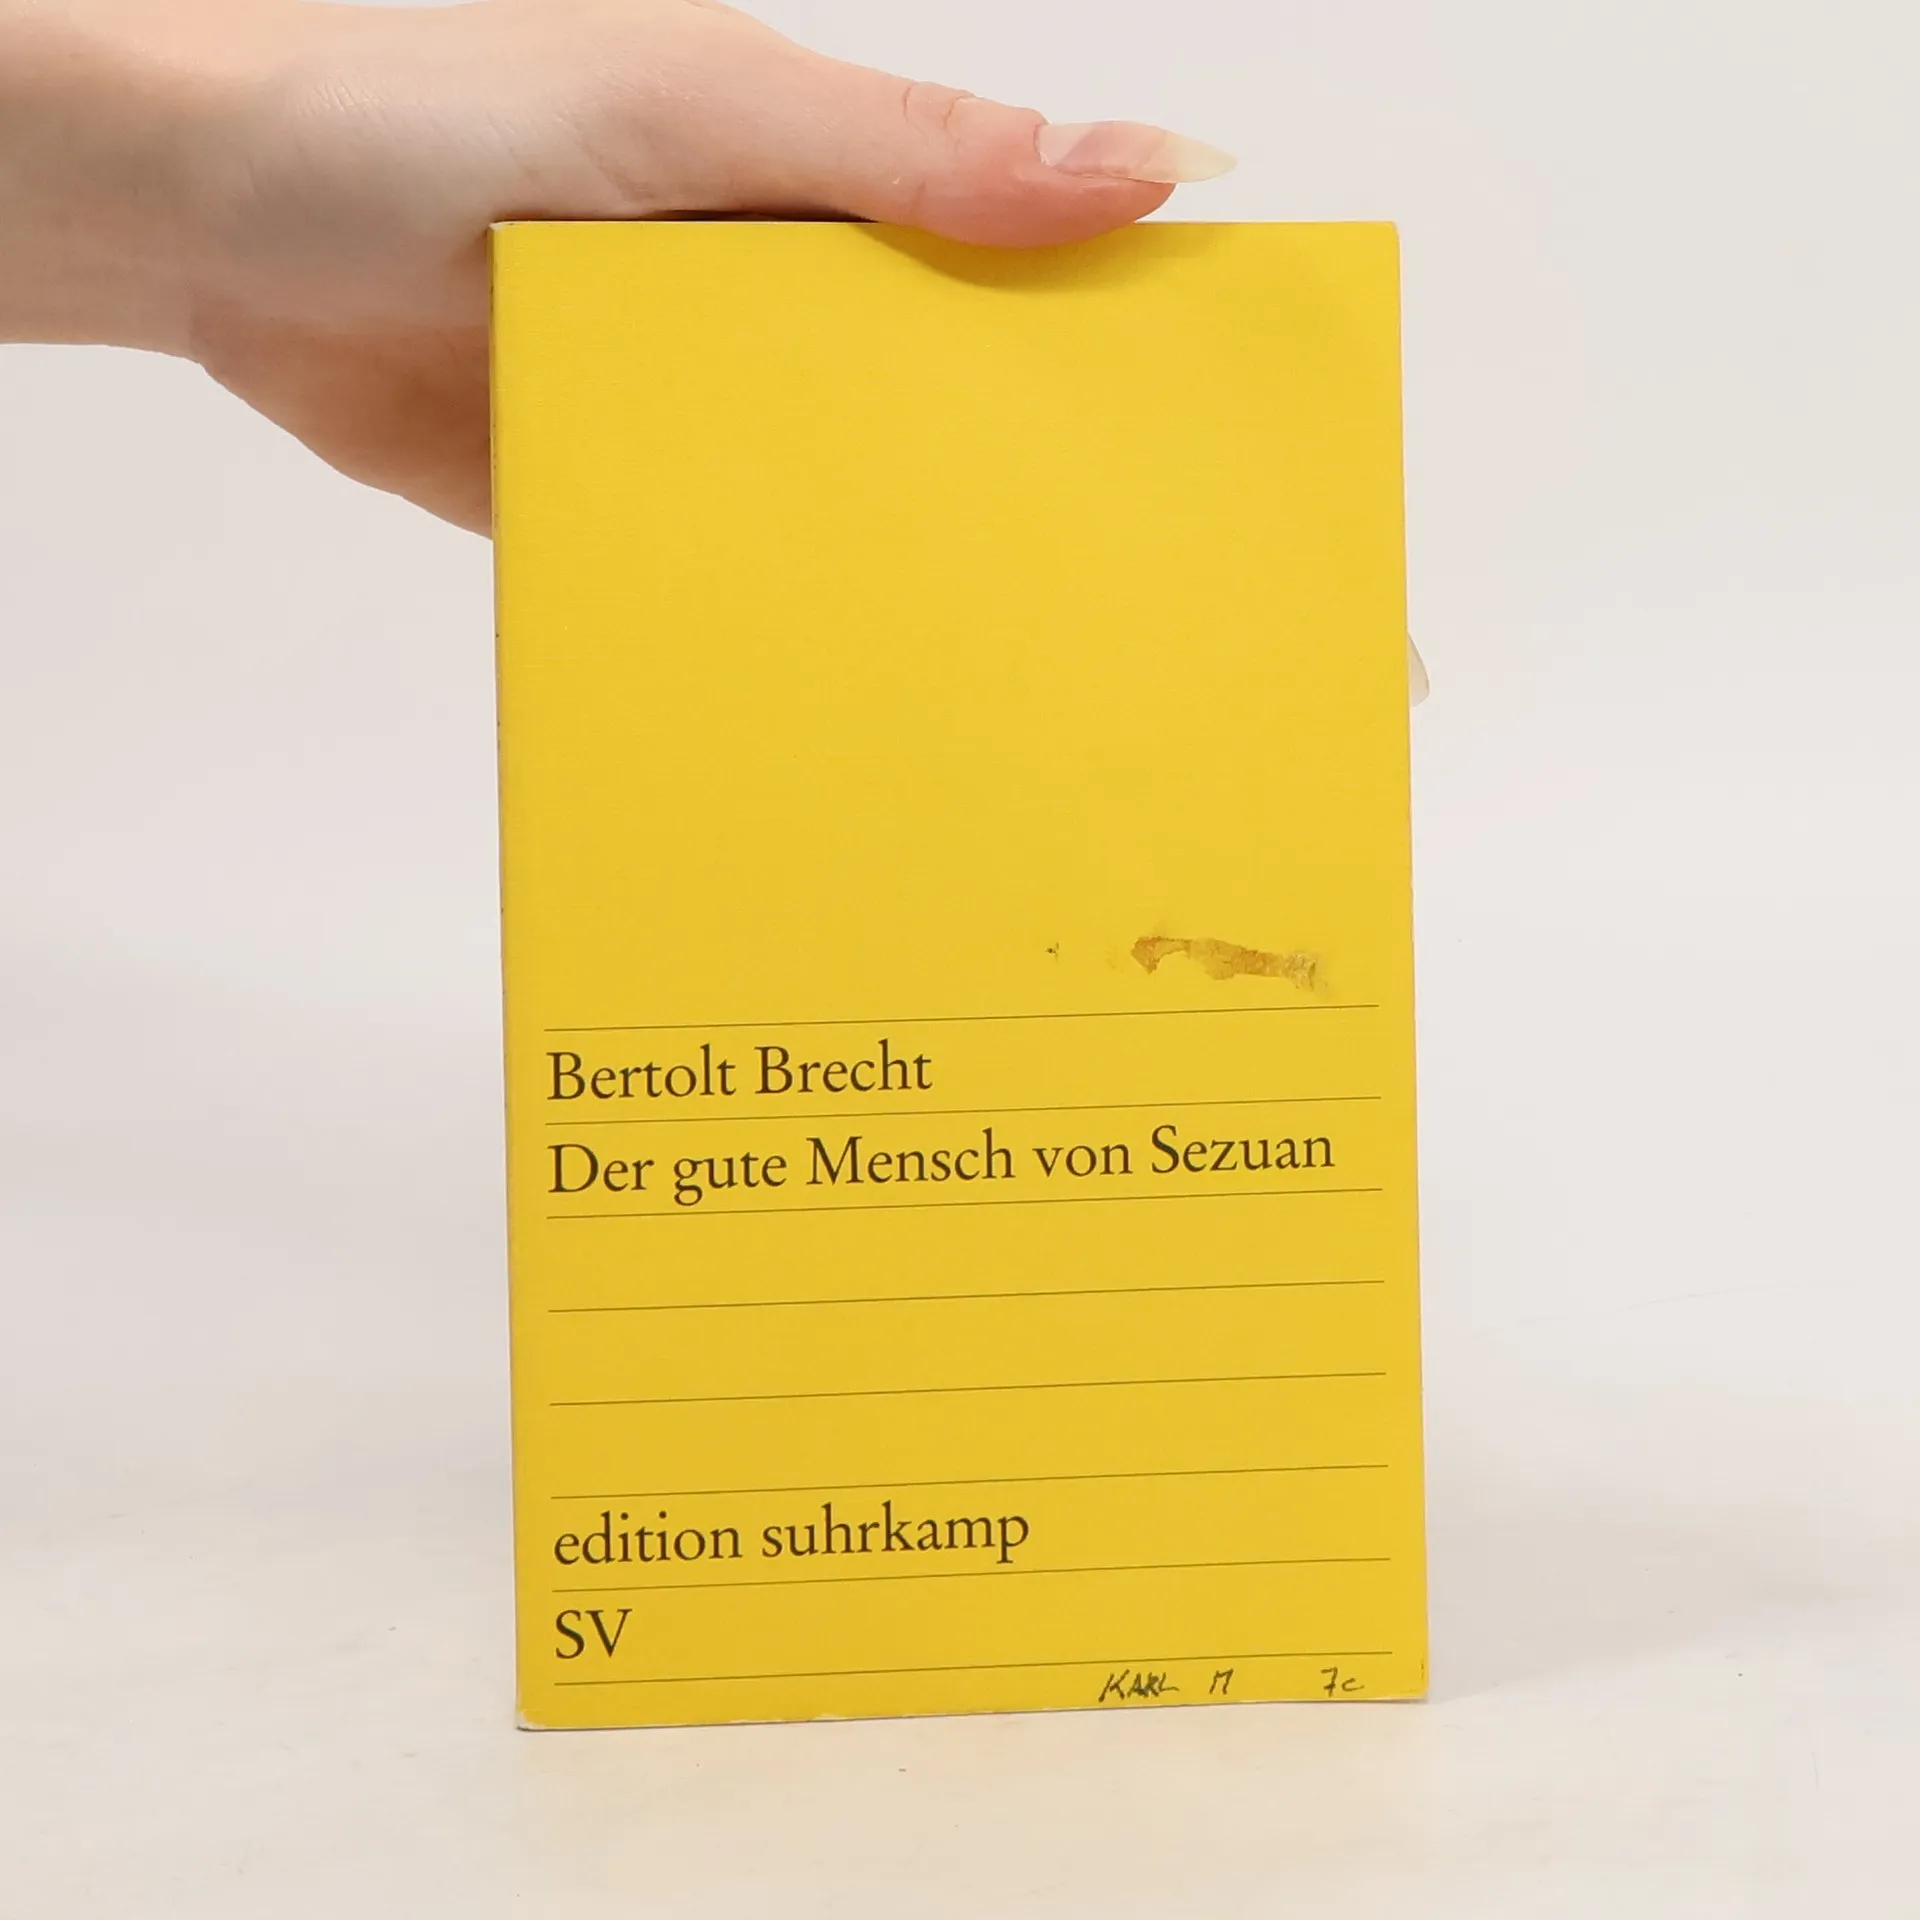 Bertolt Brecht
Der gute Mensch von Sezuan
edition suhrkamp
SV
KARL M 7c